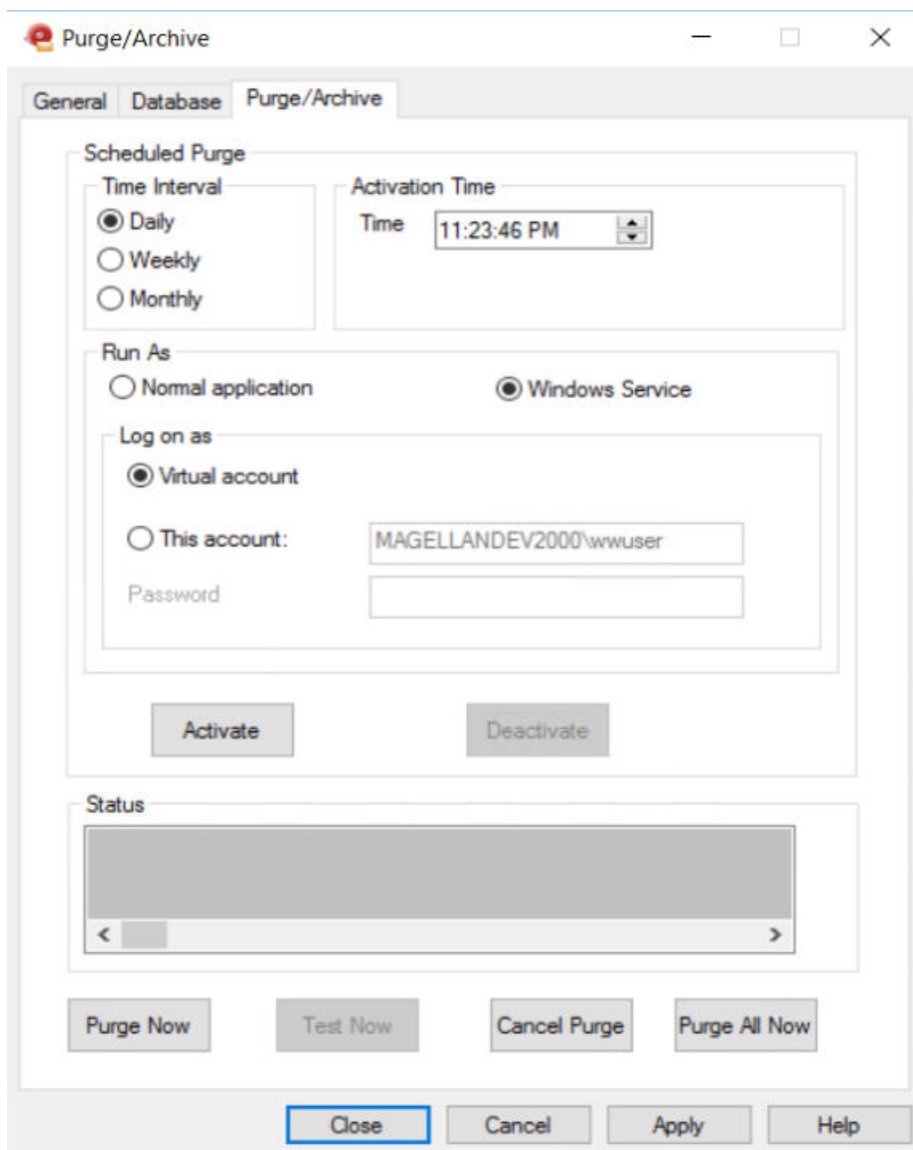 Purge/Archive
General Database Purge/Archive
Scheduled Purge
Time Interval
Daily
Weekly
Monthly
Activation Time
Time 11:23:46 PM
Run As
Normal application Windows Service
Log on as
Virtual account
This account: MAGELLANDEV2000\wwuser
Password
Activate Deactivate
Status
Purge Now Test Now Cancel Purge Purge All Now
Close Cancel Apply Help